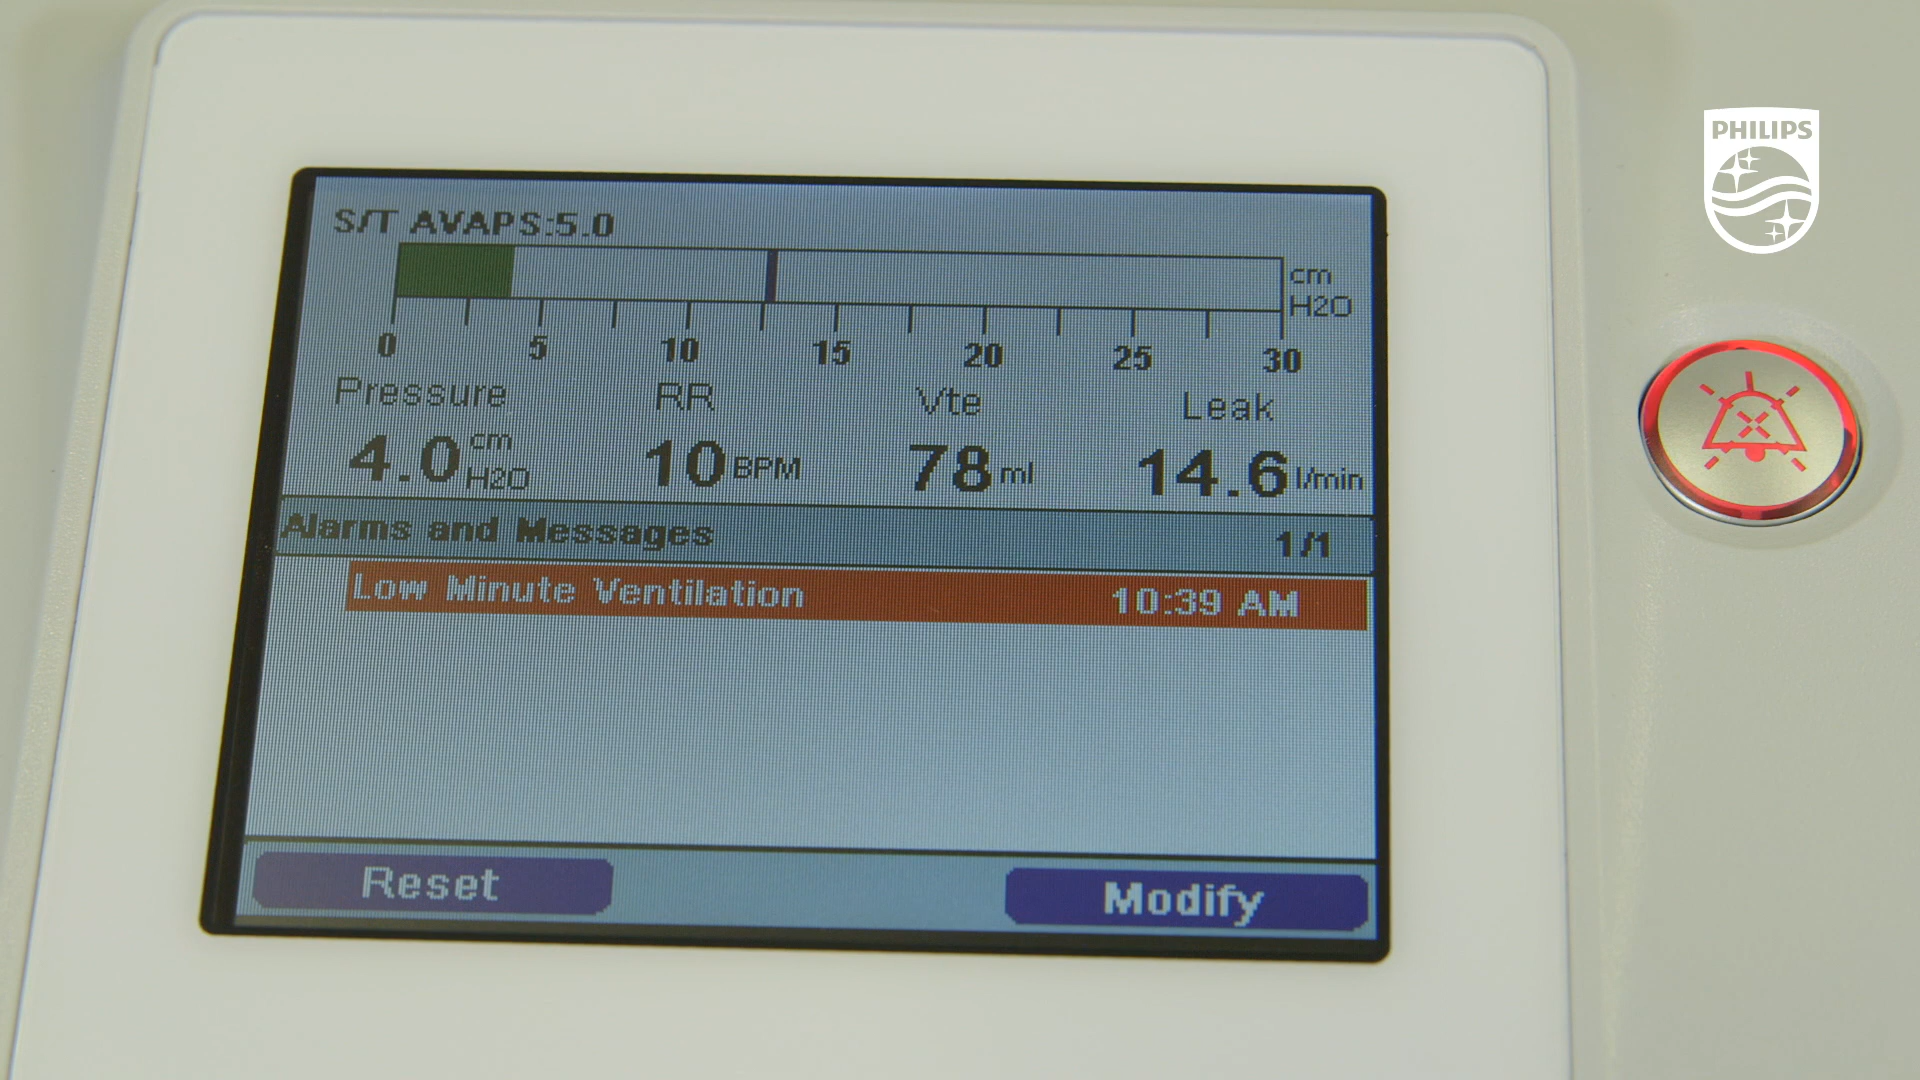 PHILIPS
S/T AVAPS:5.0
cm
H2O
0 5 10 15 20 25 30
Pressure RR Vte Leak
4.0 cm H2O 10 BPM 78 ml 14.6 l/min
Alarms and Messages 1/1
Low Minute Ventilation 10:39 AM
Reset Modify